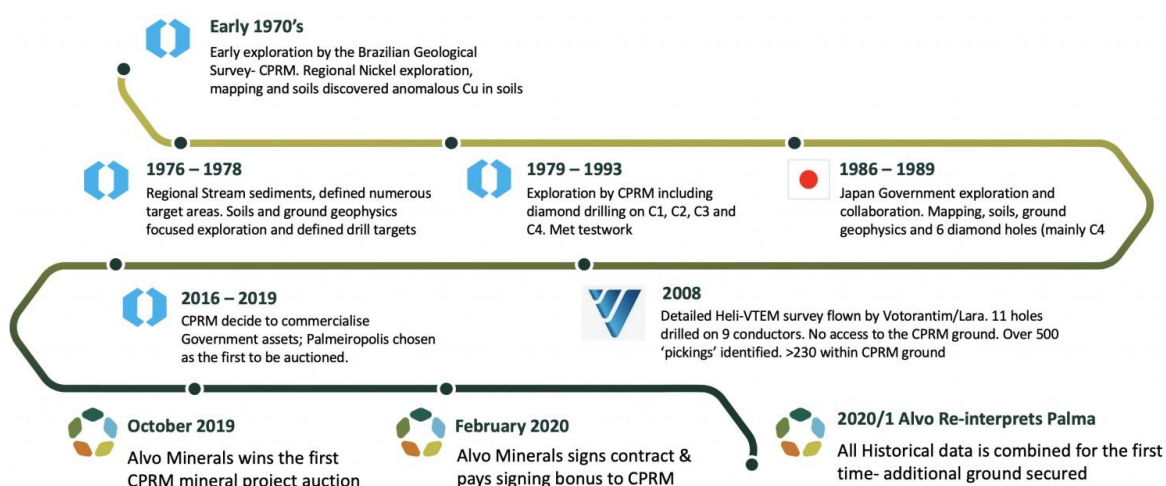 Early 1970's
Early exploration by the Brazilian Geological
Survey- CPRM. Regional Nickel exploration,
mapping and soils discovered anomalous Cu in soils
1976 – 1978
Regional Stream sediments, defined numerous
target areas. Soils and ground geophysics
focused exploration and defined drill targets
1979 – 1993
Exploration by CPRM including
diamond drilling on C1, C2, C3 and
C4. Met testwork
1986 – 1989
Japan Government exploration and
collaboration. Mapping, soils, ground
geophysics and 6 diamond holes (mainly C4
2008
Detailed Heli-VTEM survey flown by Votorantim/Lara. 11 holes
drilled on 9 conductors. No access to the CPRM ground. Over 500
'pickings' identified. >230 within CPRM ground
2016 – 2019
CPRM decide to commercialise
Government assets; Palmeiropolis chosen
as the first to be auctioned.
October 2019
Alvo Minerals wins the first
CPRM mineral project auction
February 2020
Alvo Minerals signs contract &
pays signing bonus to CPRM
2020/1 Alvo Re-interprets Palma
All Historical data is combined for the first
time- additional ground secured